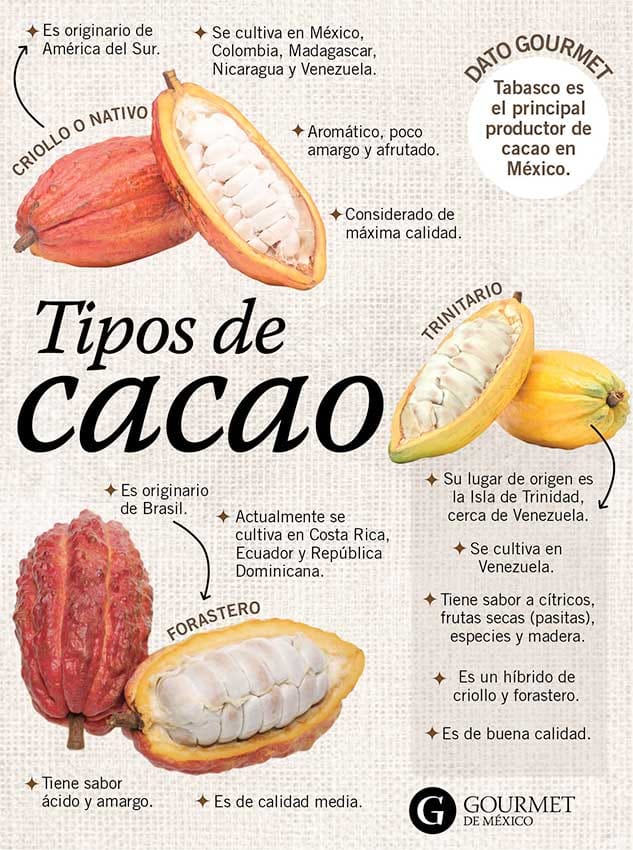 Es originario de
América del Sur.
Se cultiva en México,
Colombia, Madagascar,
Nicaragua y Venezuela.
DATO GOURMET
Tabasco es
el principal
productor de
cacao en
México.
CRIOLLO O NATIVO
Aromático, poco
amargo y afrutado.
Considerado de
máxima calidad.
Tipos de
cacao
TRINITARIO
Su lugar de origen es
la Isla de Trinidad,
cerca de Venezuela.
Se cultiva en
Venezuela.
Tiene sabor a cítricos,
frutas secas (pasitas),
especies y madera.
Es un híbrido de
criollo y forastero.
Es de buena calidad.
Es originario
de Brasil.
Actualmente se
cultiva en Costa Rica,
Ecuador y República
Dominicana.
FORASTERO
Tiene sabor
ácido y amargo.
Es de calidad media.
G
GOURMET
DE MÉXICO